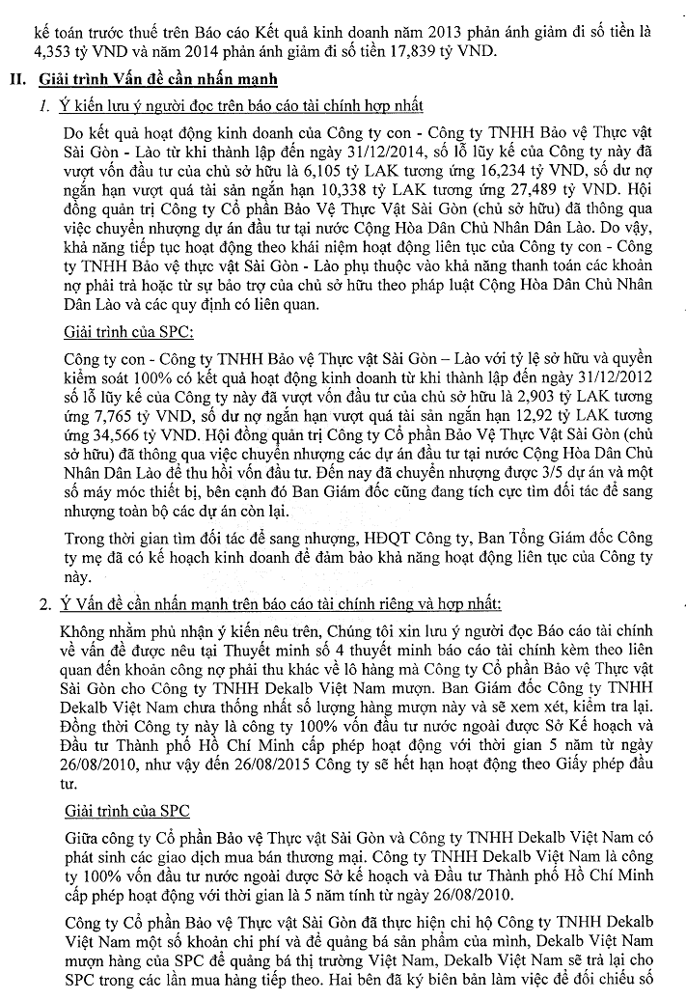 kế toán trước thuế trên Báo cáo Kết quả kinh doanh năm 2013 phản ánh giảm đi số tiền là
4,353 tỷ VND và năm 2014 phản ánh giảm đi số tiền 17,839 tỷ VND.
II. Giải trình Vấn đề cần nhấn mạnh
1. Ý kiến lưu ý người đọc trên báo cáo tài chính hợp nhất
Do kết quả hoạt động kinh doanh của Công ty con - Công ty TNHH Bảo vệ Thực vật
Sài Gòn - Lào từ khi thành lập đến ngày 31/12/2014, số lỗ lũy kế của Công ty này đã
vượt vốn đầu tư của chủ sở hữu là 6,105 tỷ LAK tương ứng 16,234 tỷ VND, số dư nợ
ngắn hạn vượt quá tài sản ngắn hạn 10,338 tỷ LAK tương ứng 27,489 tỷ VND. Hội
đồng quản trị Công ty Cổ phần Bảo Vệ Thực Vật Sài Gòn (chủ sở hữu) đã thông qua
việc chuyển nhượng dự án đầu tư tại nước Cộng Hòa Dân Chủ Nhân Dân Lào. Do vậy,
khả năng tiếp tục hoạt động theo khái niệm hoạt động liên tục của Công ty con - Công
ty TNHH Bảo vệ thực vật Sài Gòn - Lào phụ thuộc vào khả năng thanh toán các khoản
nợ phải trả hoặc từ sự bảo trợ của chủ sở hữu theo pháp luật Cộng Hòa Dân Chủ Nhân
Dân Lào và các quy định có liên quan.
Giải trình của SPC:
Công ty con - Công ty TNHH Bảo vệ Thực vật Sài Gòn – Lào với tỷ lệ sở hữu và quyền
kiểm soát 100% có kết quả hoạt động kinh doanh từ khi thành lập đến ngày 31/12/2012
số lỗ lũy kế của Công ty này đã vượt vốn đầu tư của chủ sở hữu là 2,903 tỷ LAK tương
ứng 7,765 tỷ VND, số dư nợ ngắn hạn vượt quá tài sản ngắn hạn 12,92 tỷ LAK tương
ứng 34,566 tỷ VND. Hội đồng quản trị Công ty Cổ phần Bảo Vệ Thực Vật Sài Gòn (chủ
sở hữu) đã thông qua việc chuyển nhượng các dự án đầu tư tại nước Cộng Hòa Dân Chủ
Nhân Dân Lào để thu hồi vốn đầu tư. Đến nay đã chuyển nhượng được 3/5 dự án và một
số máy móc thiết bị, bên cạnh đó Ban Giám đốc cũng đang tích cực tìm đối tác để sang
nhượng toàn bộ các dự án còn lại.
Trong thời gian tìm đối tác để sang nhượng, HĐQT Công ty, Ban Tổng Giám đốc Công
ty mẹ đã có kế hoạch kinh doanh để đảm bảo khả năng hoạt động liên tục của Công ty
này.
2. Ý Vấn đề cần nhấn mạnh trên báo cáo tài chính riêng và hợp nhất:
Không nhằm phủ nhận ý kiến nêu trên, Chúng tôi xin lưu ý người đọc Báo cáo tài chính
về vấn đề được nêu tại Thuyết minh số 4 thuyết minh báo cáo tài chính kèm theo liên
quan đến khoản công nợ phải thu khác về lô hàng mà Công ty Cổ phần Bảo vệ Thực vật
Sài Gòn cho Công ty TNHH Dekalb Việt Nam mượn. Ban Giám đốc Công ty TNHH
Dekalb Việt Nam chưa thống nhất số lượng hàng mượn này và sẽ xem xét, kiểm tra lại.
Đồng thời Công ty này là công ty 100% vốn đầu tư nước ngoài được Sở Kế hoạch và
Đầu tư Thành phố Hồ Chí Minh cấp phép hoạt động với thời gian 5 năm từ ngày
26/08/2010, như vậy đến 26/08/2015 Công ty sẽ hết hạn hoạt động theo Giấy phép đầu
tư.
Giải trình của SPC
Giữa công ty Cổ phần Bảo vệ Thực vật Sài Gòn và Công ty TNHH Dekalb Việt Nam có
phát sinh các giao dịch mua bán thương mại. Công ty TNHH Dekalb Việt Nam là công
ty 100% vốn đầu tư nước ngoài được Sở kế hoạch và Đầu tư Thành phố Hồ Chí Minh
cấp phép hoạt động với thời gian là 5 năm tính từ ngày 26/08/2010.
Công ty Cổ phần Bảo vệ Thực vật Sài Gòn đã thực hiện chi hộ Công ty TNHH Dekalb
Việt Nam một số khoản chi phí và để quảng bá sản phẩm của mình, Dekalb Việt Nam
mượn hàng của SPC để quảng bá thị trường Việt Nam, Dekalb Việt Nam sẽ trả lại cho
SPC trong các lần mua hàng tiếp theo. Hai bên đã ký biên bản làm việc để đối chiếu số